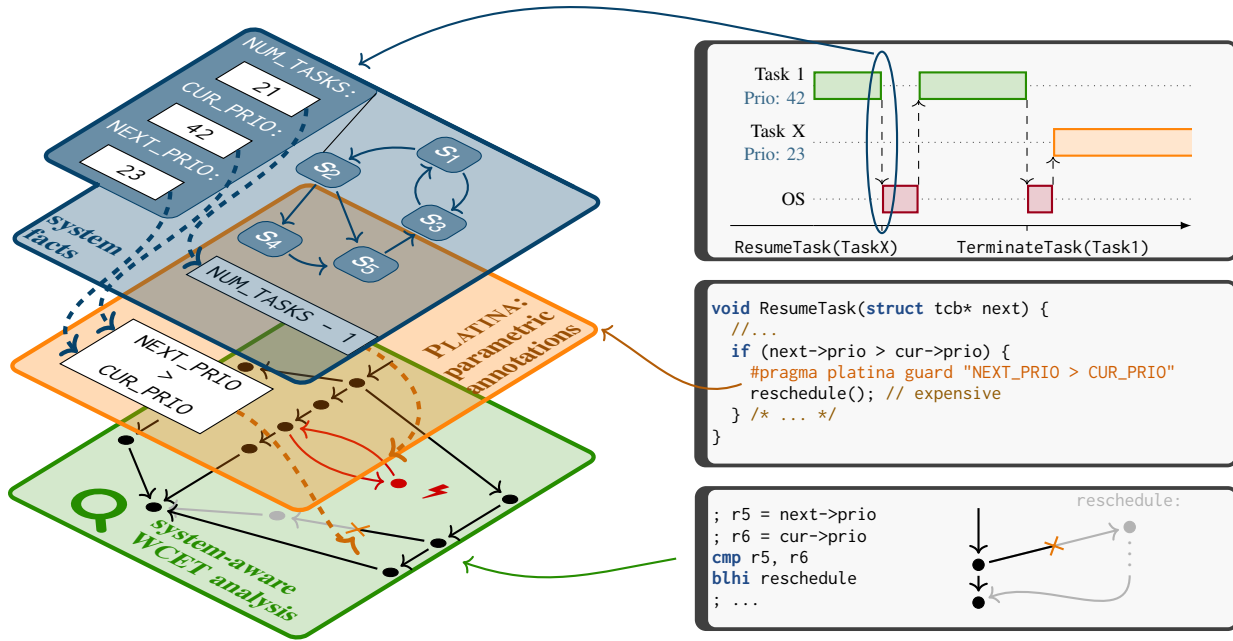 NUM_TASKS:
21
CUR_PRIO:
42
NEXT_PRIO:
23
system
facts
S1
S2
S3
S4
S5
NUM_TASKS - 1
NEXT_PRIO
>
CUR_PRIO
PLATINA:
parametric
annotations
system-aware
WCET analysis
Task 1
Prio: 42
Task X
Prio: 23
OS
ResumeTask(TaskX)
TerminateTask(Task1)
void ResumeTask(struct tcb* next) {
//...
if (next->prio > cur->prio) {
#pragma platina guard "NEXT_PRIO > CUR_PRIO"
reschedule(); // expensive
} /* ... */
}
; r5 = next->prio
; r6 = cur->prio
cmp r5, r6
blhi reschedule
; ...
reschedule: